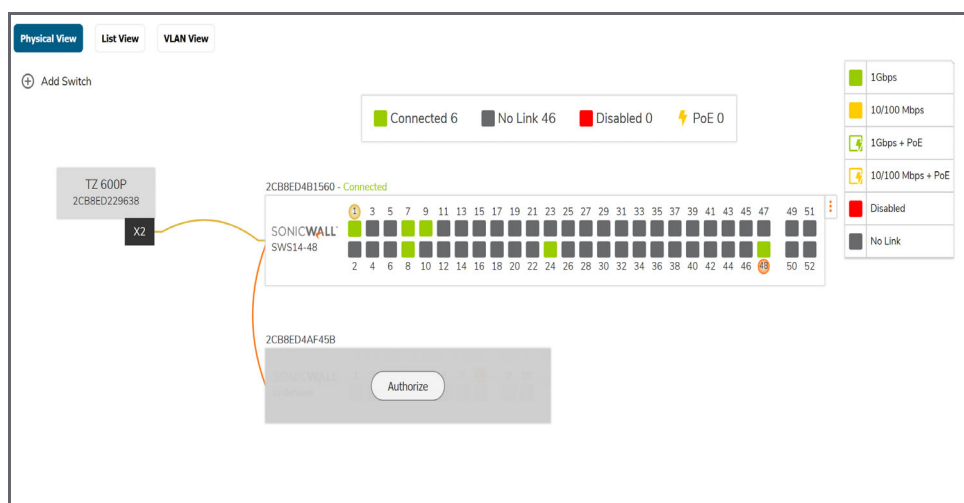 Physical View List View VLAN View
Add Switch
Connected 6 No Link 46 Disabled 0 PoE 0
1Gbps
10/100 Mbps
1Gbps + PoE
10/100 Mbps + PoE
Disabled
No Link
TZ 600P
2CB8ED229638
X2
2CB8ED4B1560 - Connected
1 3 5 7 9 11 13 15 17 19 21 23 25 27 29 31 33 35 37 39 41 43 45 47 49 51
SONICWALL
SWS14-48
2 4 6 8 10 12 14 16 18 20 22 24 26 28 30 32 34 36 38 40 42 44 46 48 50 52
2CB8ED4AF45B
Authorize